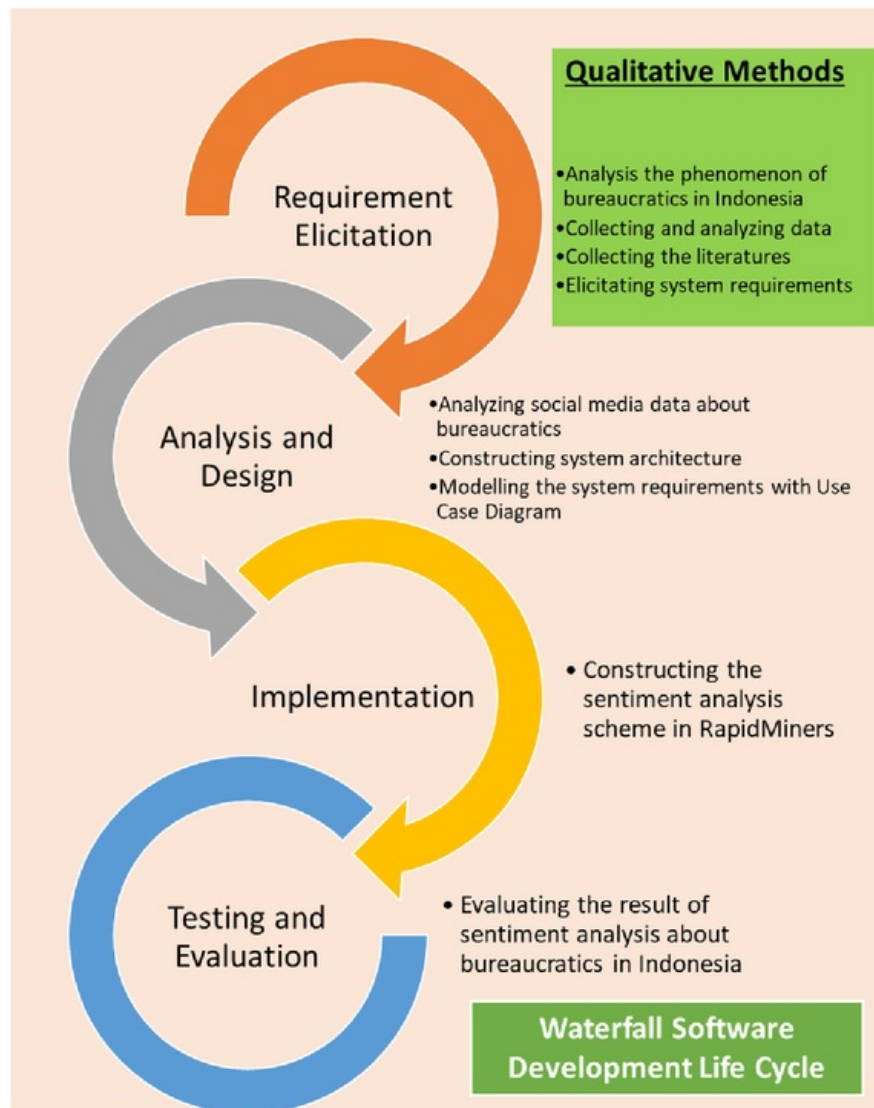 Requirement
Elicitation
Qualitative Methods
•Analysis the phenomenon of
bureaucratics in Indonesia
•Collecting and analyzing data
•Collecting the literatures
•Elicitating system requirements
Analysis and
Design
•Analyzing social media data about
bureaucratics
•Constructing system architecture
•Modelling the system requirements with Use
Case Diagram
Implementation
• Constructing the
sentiment analysis
scheme in RapidMiners
Testing and
Evaluation
• Evaluating the result of
sentiment analysis about
bureaucratics in Indonesia
Waterfall Software
Development Life Cycle